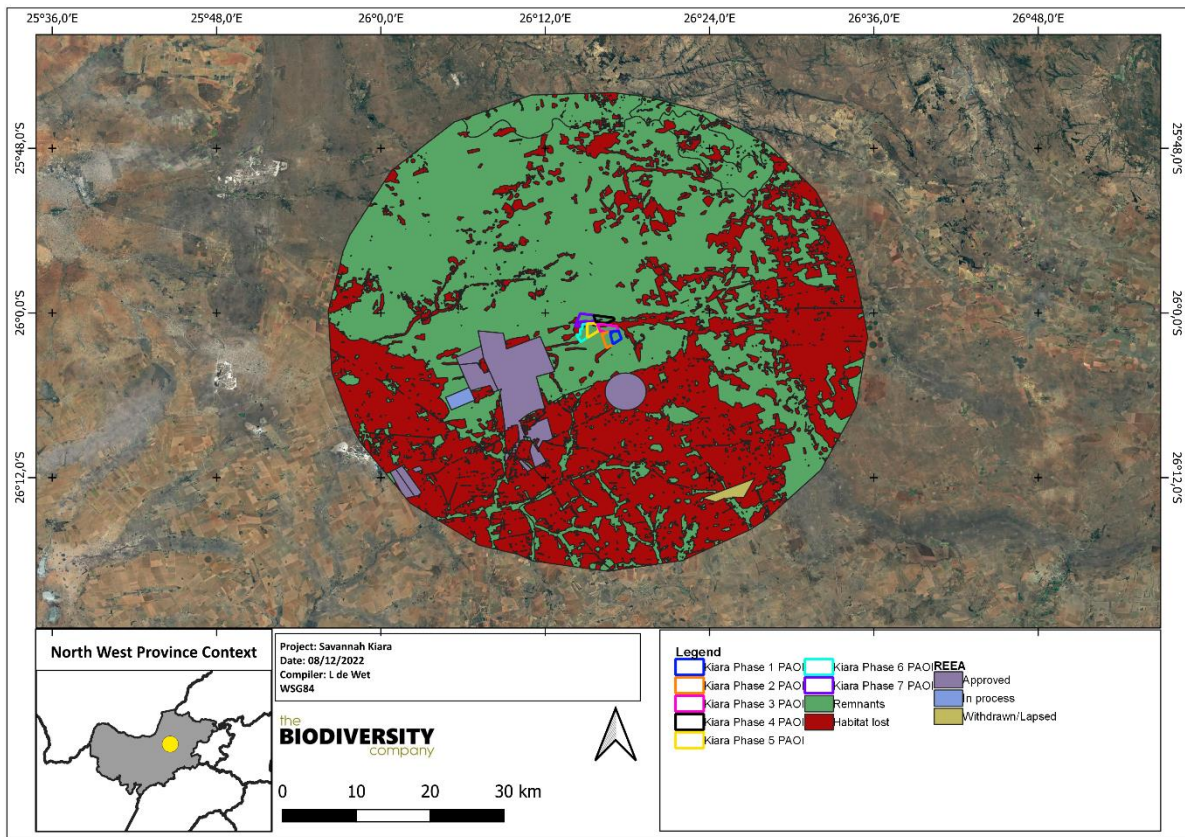 25°36,0'E 25°48,0'E 26°0,0'E 26°12,0'E 26°24,0'E 26°36,0'E 26°48,0'E
25°48,0'S 25°48,0'S
26°0,0'S 26°0,0'S
26°12,0'S 26°12,0'S
North West Province Context
Project: Savannah Kiara
Date: 08/12/2022
Compiler: L de Wet
WSG84
the
BIODIVERSITY
company
0 10 20 30 km
Legend
Kiara Phase 1 PAOI
Kiara Phase 2 PAOI
Kiara Phase 3 PAOI
Kiara Phase 4 PAOI
Kiara Phase 5 PAOI
Kiara Phase 6 PAOI
Kiara Phase 7 PAOI
Remnants
Habitat lost
REEA
Approved
In process
Withdrawn/Lapsed